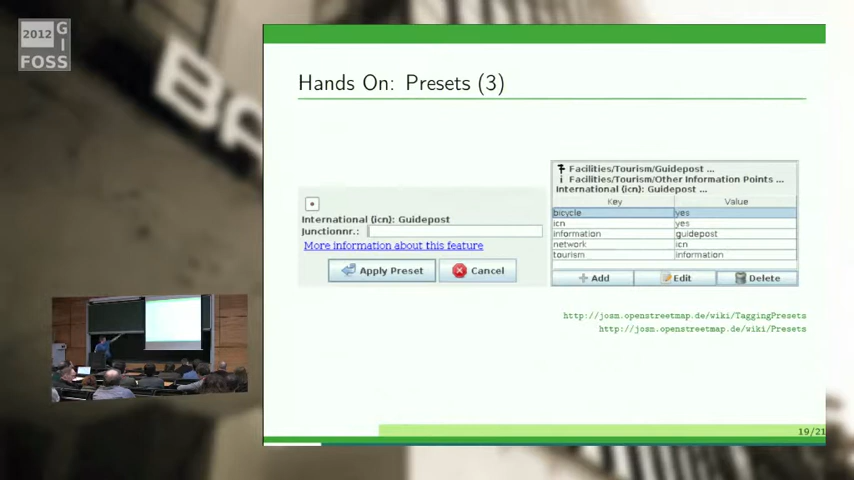 2012
G
I
FOSS
BA
Hands On: Presets (3)
International (icn): Guidepost
Junctionnr.:
More information about this feature
Apply Preset
Cancel
Facilities/Tourism/Guidepost ...
Facilities/Tourism/Other Information Points ...
International (icn): Guidepost ...
Key Value
bicycle yes
icn yes
information guidepost
network icn
tourism information
Add Edit Delete
http://josm.openstreetmap.de/wiki/TaggingPresets
http://josm.openstreetmap.de/wiki/Presets
19/21